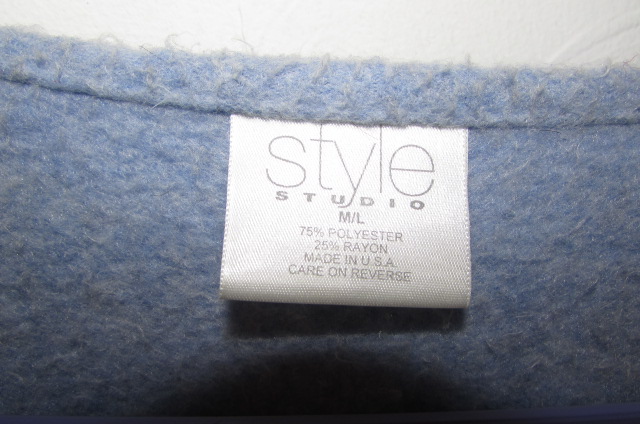 style
STUDIO
M/L
75% POLYESTER
25% RAYON
MADE IN U.S.A.
CARE ON REVERSE